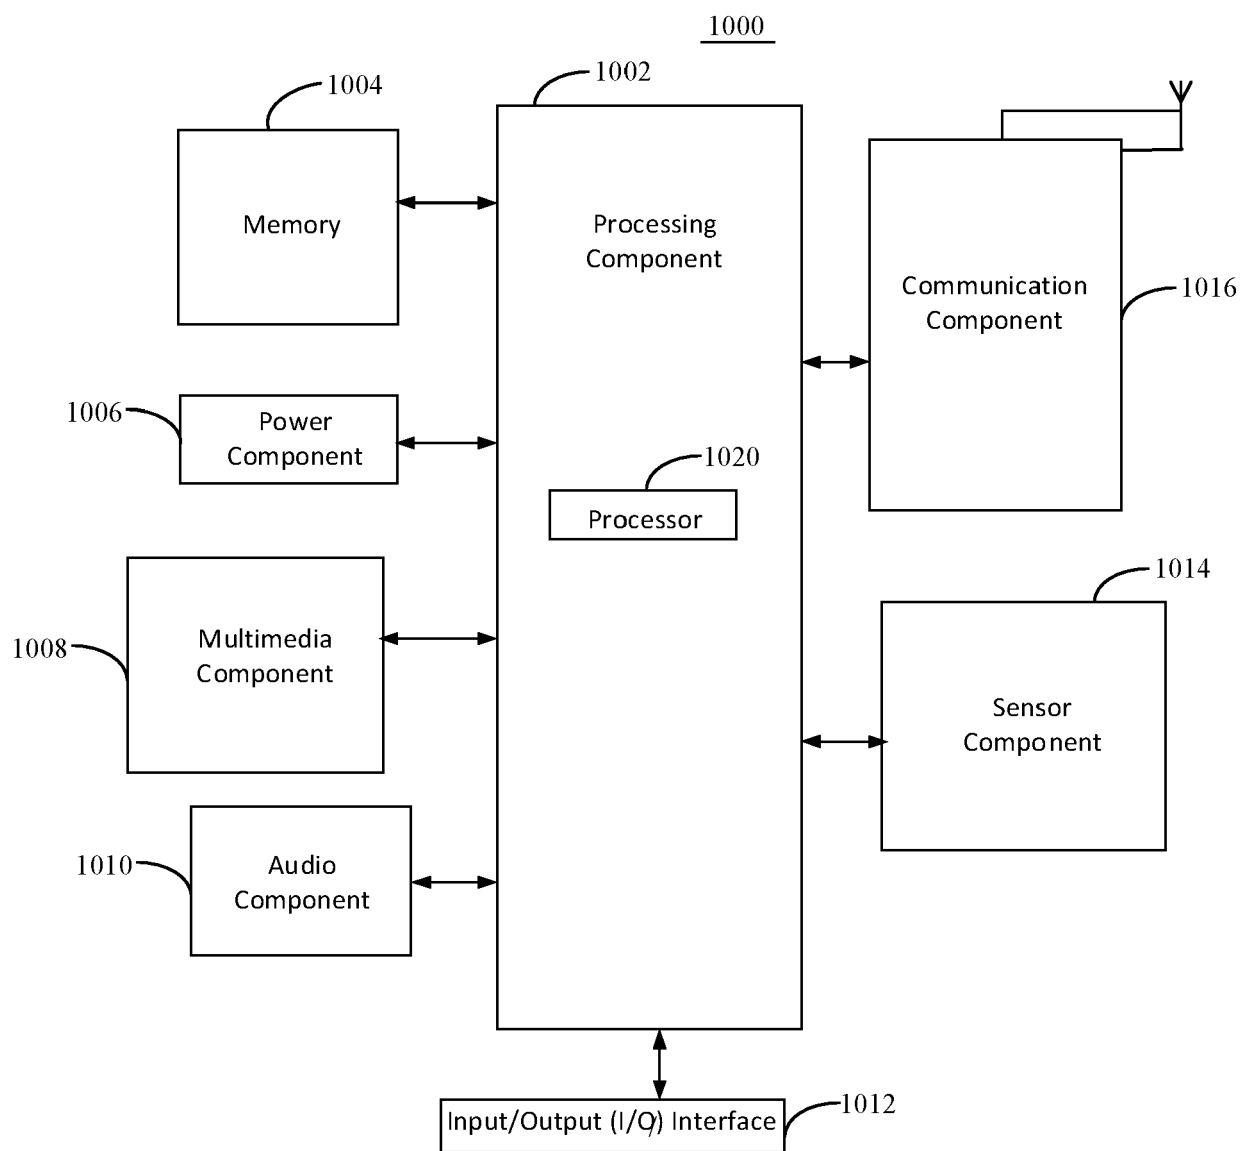 1000
1002
1004
Memory
Processing
Component
Communication
Component
1016
1006
Power
Component
1020
Processor
1008
Multimedia
Component
1014
Sensor
Component
1010
Audio
Component
Input/Output (I/O) Interface
1012